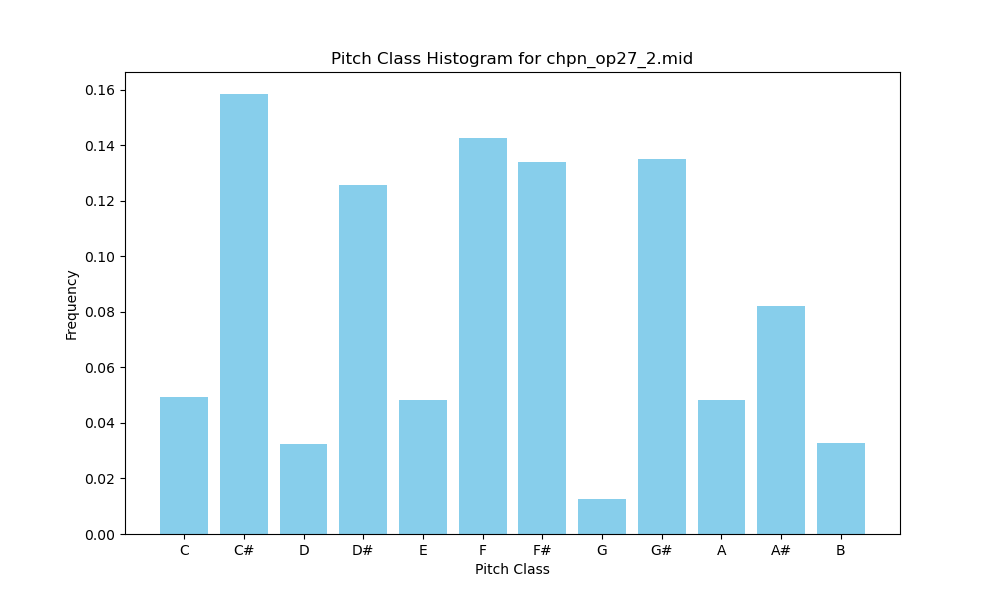 Pitch Class Histogram for chpn_op27_2.mid
0.16
0.14
0.12
0.10
0.08
0.06
0.04
0.02
0.00
Frequency
C C# D D# E F F# G G# A A# B
Pitch Class